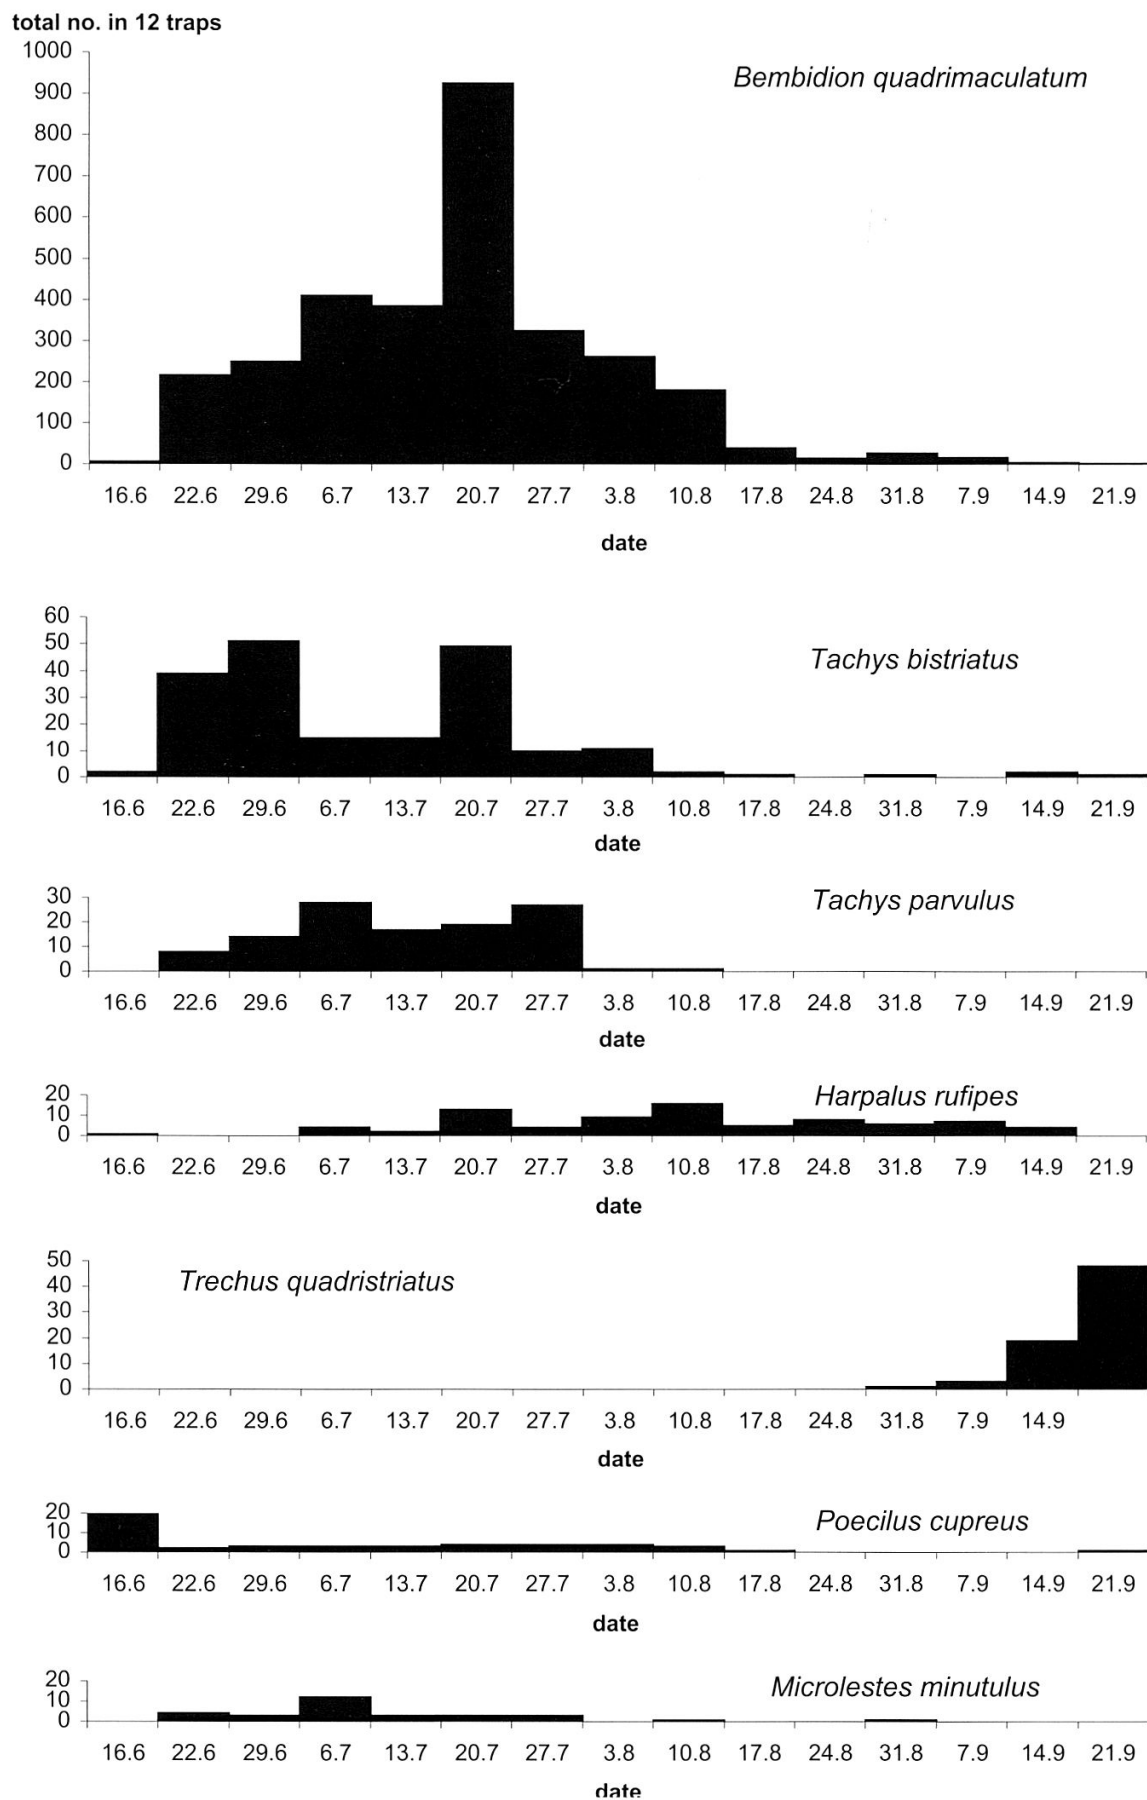 total no. in 12 traps
1000
Bembidion quadrimaculatum
900
800
700
600
500
400
300
200
100
0
16.6 22.6 29.6 6.7 13.7 20.7 27.7 3.8 10.8 17.8 24.8 31.8 7.9 14.9 21.9
date
60
50
Tachys bistriatus
40
30
20
10
0
16.6 22.6 29.6 6.7 13.7 20.7 27.7 3.8 10.8 17.8 24.8 31.8 7.9 14.9 21.9
date
30
Tachys parvulus
20
10
0
16.6 22.6 29.6 6.7 13.7 20.7 27.7 3.8 10.8 17.8 24.8 31.8 7.9 14.9 21.9
date
20
Harpalus rufipes
10
0
16.6 22.6 29.6 6.7 13.7 20.7 27.7 3.8 10.8 17.8 24.8 31.8 7.9 14.9 21.9
date
50
Trechus quadristriatus
40
30
20
10
0
16.6 22.6 29.6 6.7 13.7 20.7 27.7 3.8 10.8 17.8 24.8 31.8 7.9 14.9
date
20
Poecilus cupreus
10
0
16.6 22.6 29.6 6.7 13.7 20.7 27.7 3.8 10.8 17.8 24.8 31.8 7.9 14.9 21.9
date
20
Microlestes minutulus
10
0
16.6 22.6 29.6 6.7 13.7 20.7 27.7 3.8 10.8 17.8 24.8 31.8 7.9 14.9 21.9
date